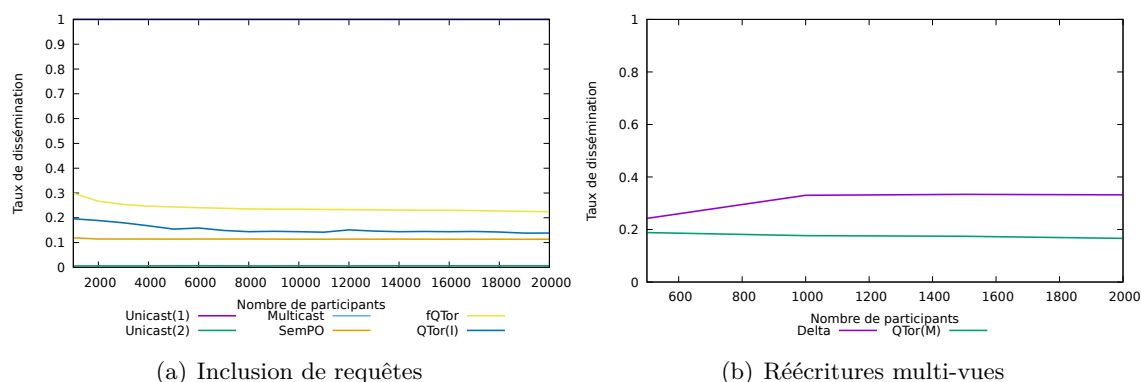 1
0.9
0.8
0.7
0.6
0.5
0.4
0.3
0.2
0.1
0
Taux de dissémination
2000 4000 6000 8000 10000 12000 14000 16000 18000 20000
Nombre de participants
Unicast(1) Multicast fQTor
Unicast(2) SemPO QTor(I)
(a) Inclusion de requêtes
1
0.8
0.6
0.4
0.2
0
Taux de dissémination
600 800 1000 1200 1400 1600 1800 2000
Nombre de participants
Delta QTor(M)
(b) Réécritures multi-vues